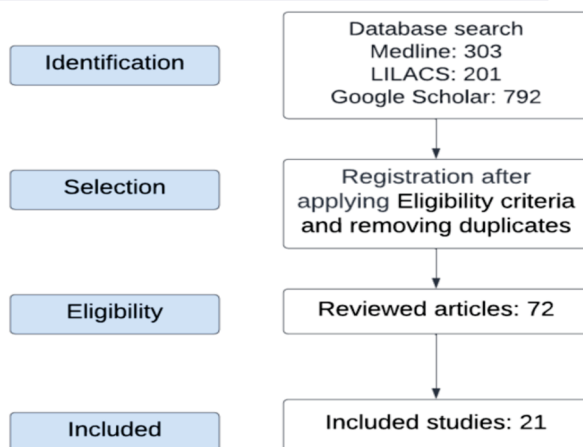 Identification
Database search
Medline: 303
LILACS: 201
Google Scholar: 792
Selection
Registration after
applying Eligibility criteria
and removing duplicates
Eligibility
Reviewed articles: 72
Included
Included studies: 21